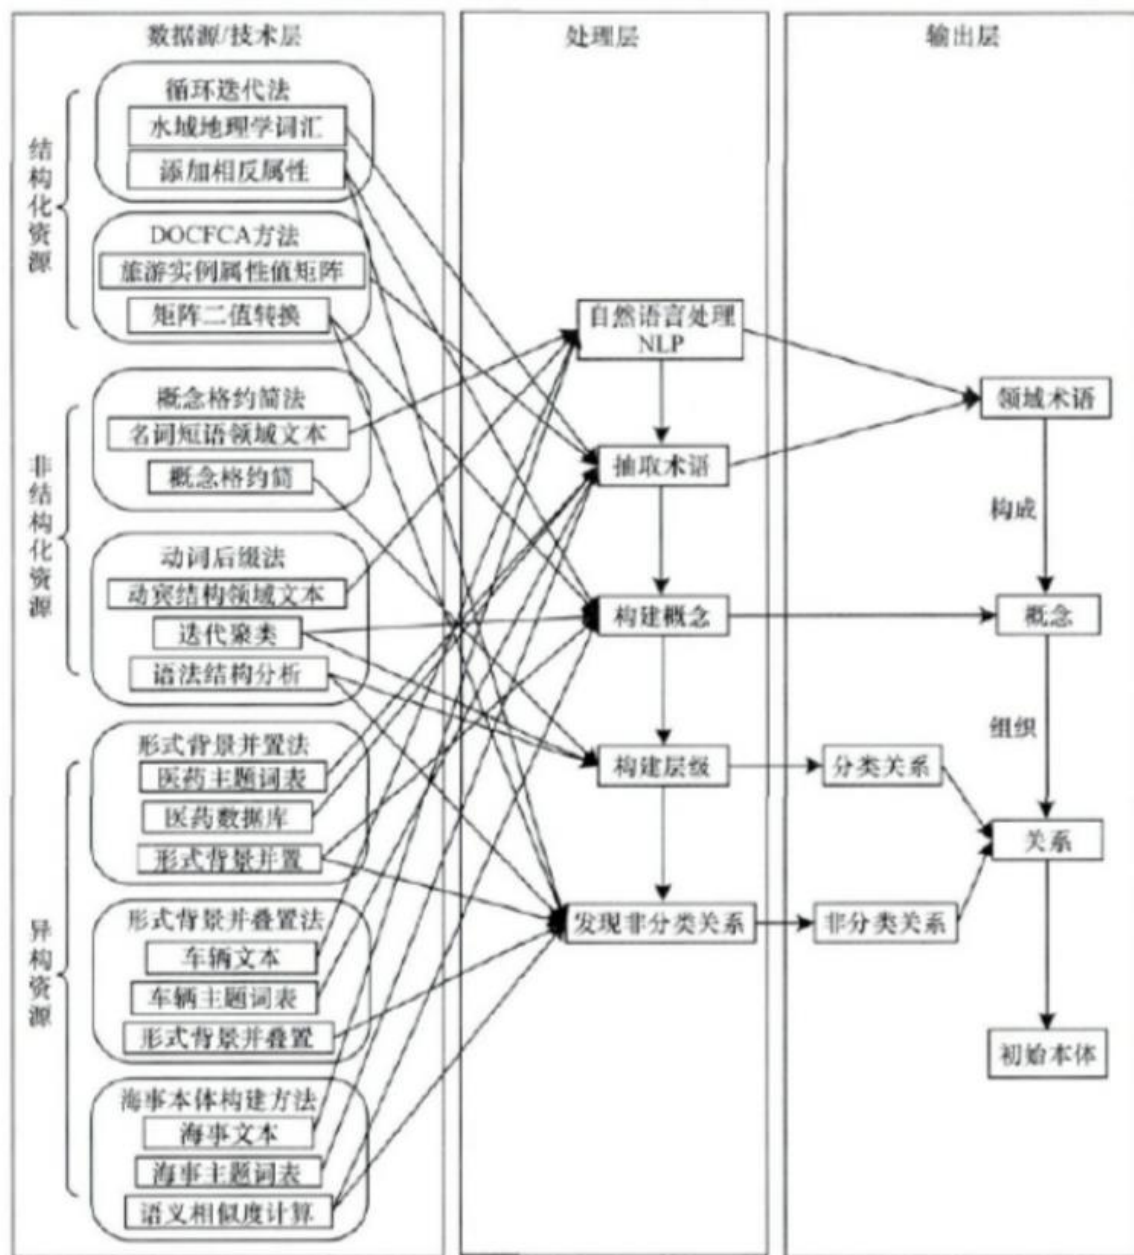 数据源/技术层
结构化资源
循环迭代法
水域地理学词汇
添加相反属性
DOCFCA方法
旅游实例属性值矩阵
矩阵二值转换
非结构化资源
概念格约简法
名词短语领域文本
概念格约简
动词后缀法
动宾结构领域文本
迭代聚类
语法结构分析
异构资源
形式背景并置法
医药主题词表
医药数据库
形式背景并置
形式背景并叠置法
车辆文本
车辆主题词表
形式背景并叠置
海事本体构建方法
海事文本
海事主题词表
语义相似度计算
处理层
自然语言处理
NLP
抽取术语
构建概念
构建层级
发现非分类关系
输出层
领域术语
构成
概念
组织
分类关系
关系
非分类关系
初始本体